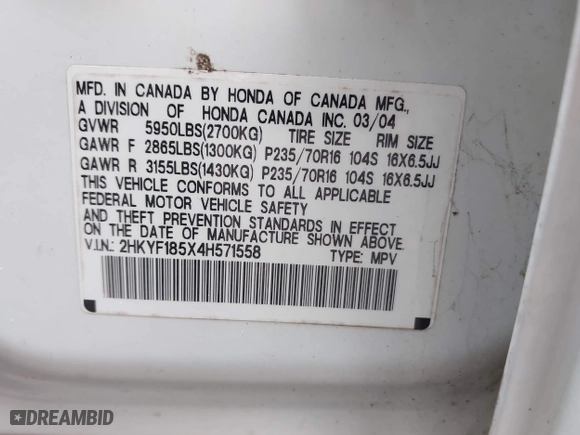 MFD. IN CANADA BY HONDA OF CANADA MFG.,
A DIVISION OF HONDA CANADA INC. 03/04
GVWR 5950LBS(2700KG) TIRE SIZE RIM SIZE
GAWR F 2865LBS(1300KG) P235/70R16 104S 16X6.5JJ
GAWR R 3155LBS(1430KG) P235/70R16 104S 16X6.5JJ
THIS VEHICLE CONFORMS TO ALL APPLICABLE
FEDERAL MOTOR VEHICLE SAFETY
AND THEFT PREVENTION STANDARDS IN EFFECT
ON THE DATE OF MANUFACTURE SHOWN ABOVE.
V.I.N.: 2HKYF185X4H571558 TYPE: MPV
DREAMBID